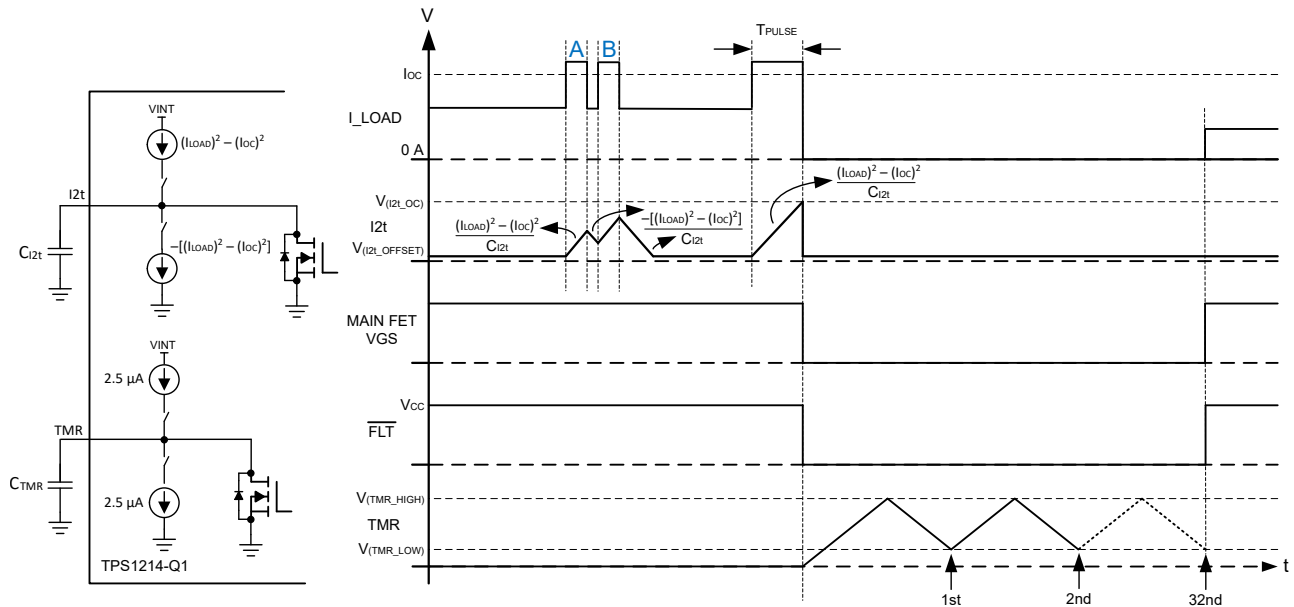 VINT
(ILOAD)² – (IOC)²
I2t
–[(ILOAD)² – (IOC)²]
CI2t
VINT
2.5 µA
TMR
CTMR
2.5 µA
TPS1214-Q1
V
TPULSE
A
B
IOC
I_LOAD
0 A
V(I2t_OC)
(ILOAD)² – (IOC)²
CI2t
I2t
(ILOAD)² – (IOC)²
CI2t
–[(ILOAD)² – (IOC)²]
CI2t
V(I2t_OFFSET)
MAIN FET
VGS
VCC
FLT
V(TMR_HIGH)
TMR
V(TMR_LOW)
t
1st
2nd
32nd